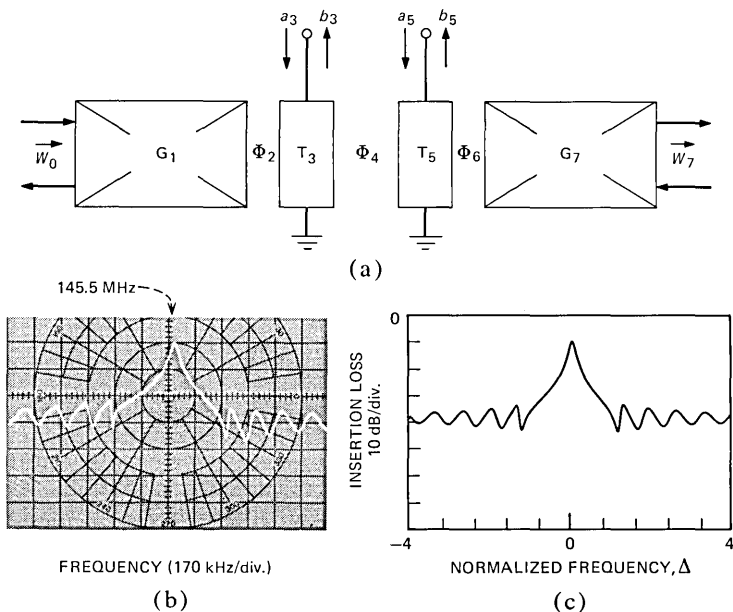 a3 b3 a5 b5
W0 G1 Φ2 T3 Φ4 T5 Φ6 G7 W7
(a)
145.5 MHz
0
INSERTION LOSS
10 dB/div.
-4 0 4
FREQUENCY (170 kHz/div.)
NORMALIZED FREQUENCY, Δ
(b) (c)